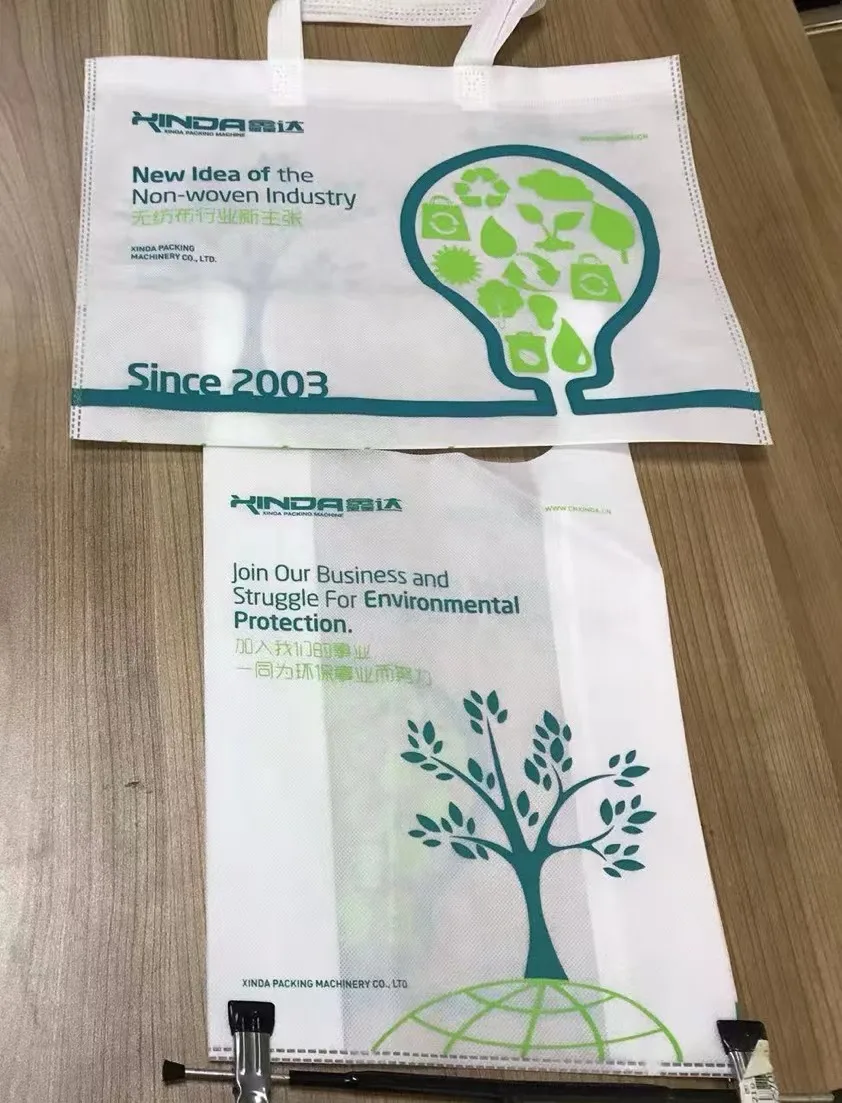 XINDA鑫达
XINDA PACKING MACHINE
New Idea of the
Non-woven Industry
无纺布行业新主张
XINDA PACKING
MACHINERY CO., LTD.
Since 2003
XINDA鑫达
XINDA PACKING MACHINE
WWW.CNXINDA.CN
Join Our Business and
Struggle For Environmental
Protection.
加入我们的事业
一同为环保事业而努力
XINDA PACKING MACHINERY CO., LTD.